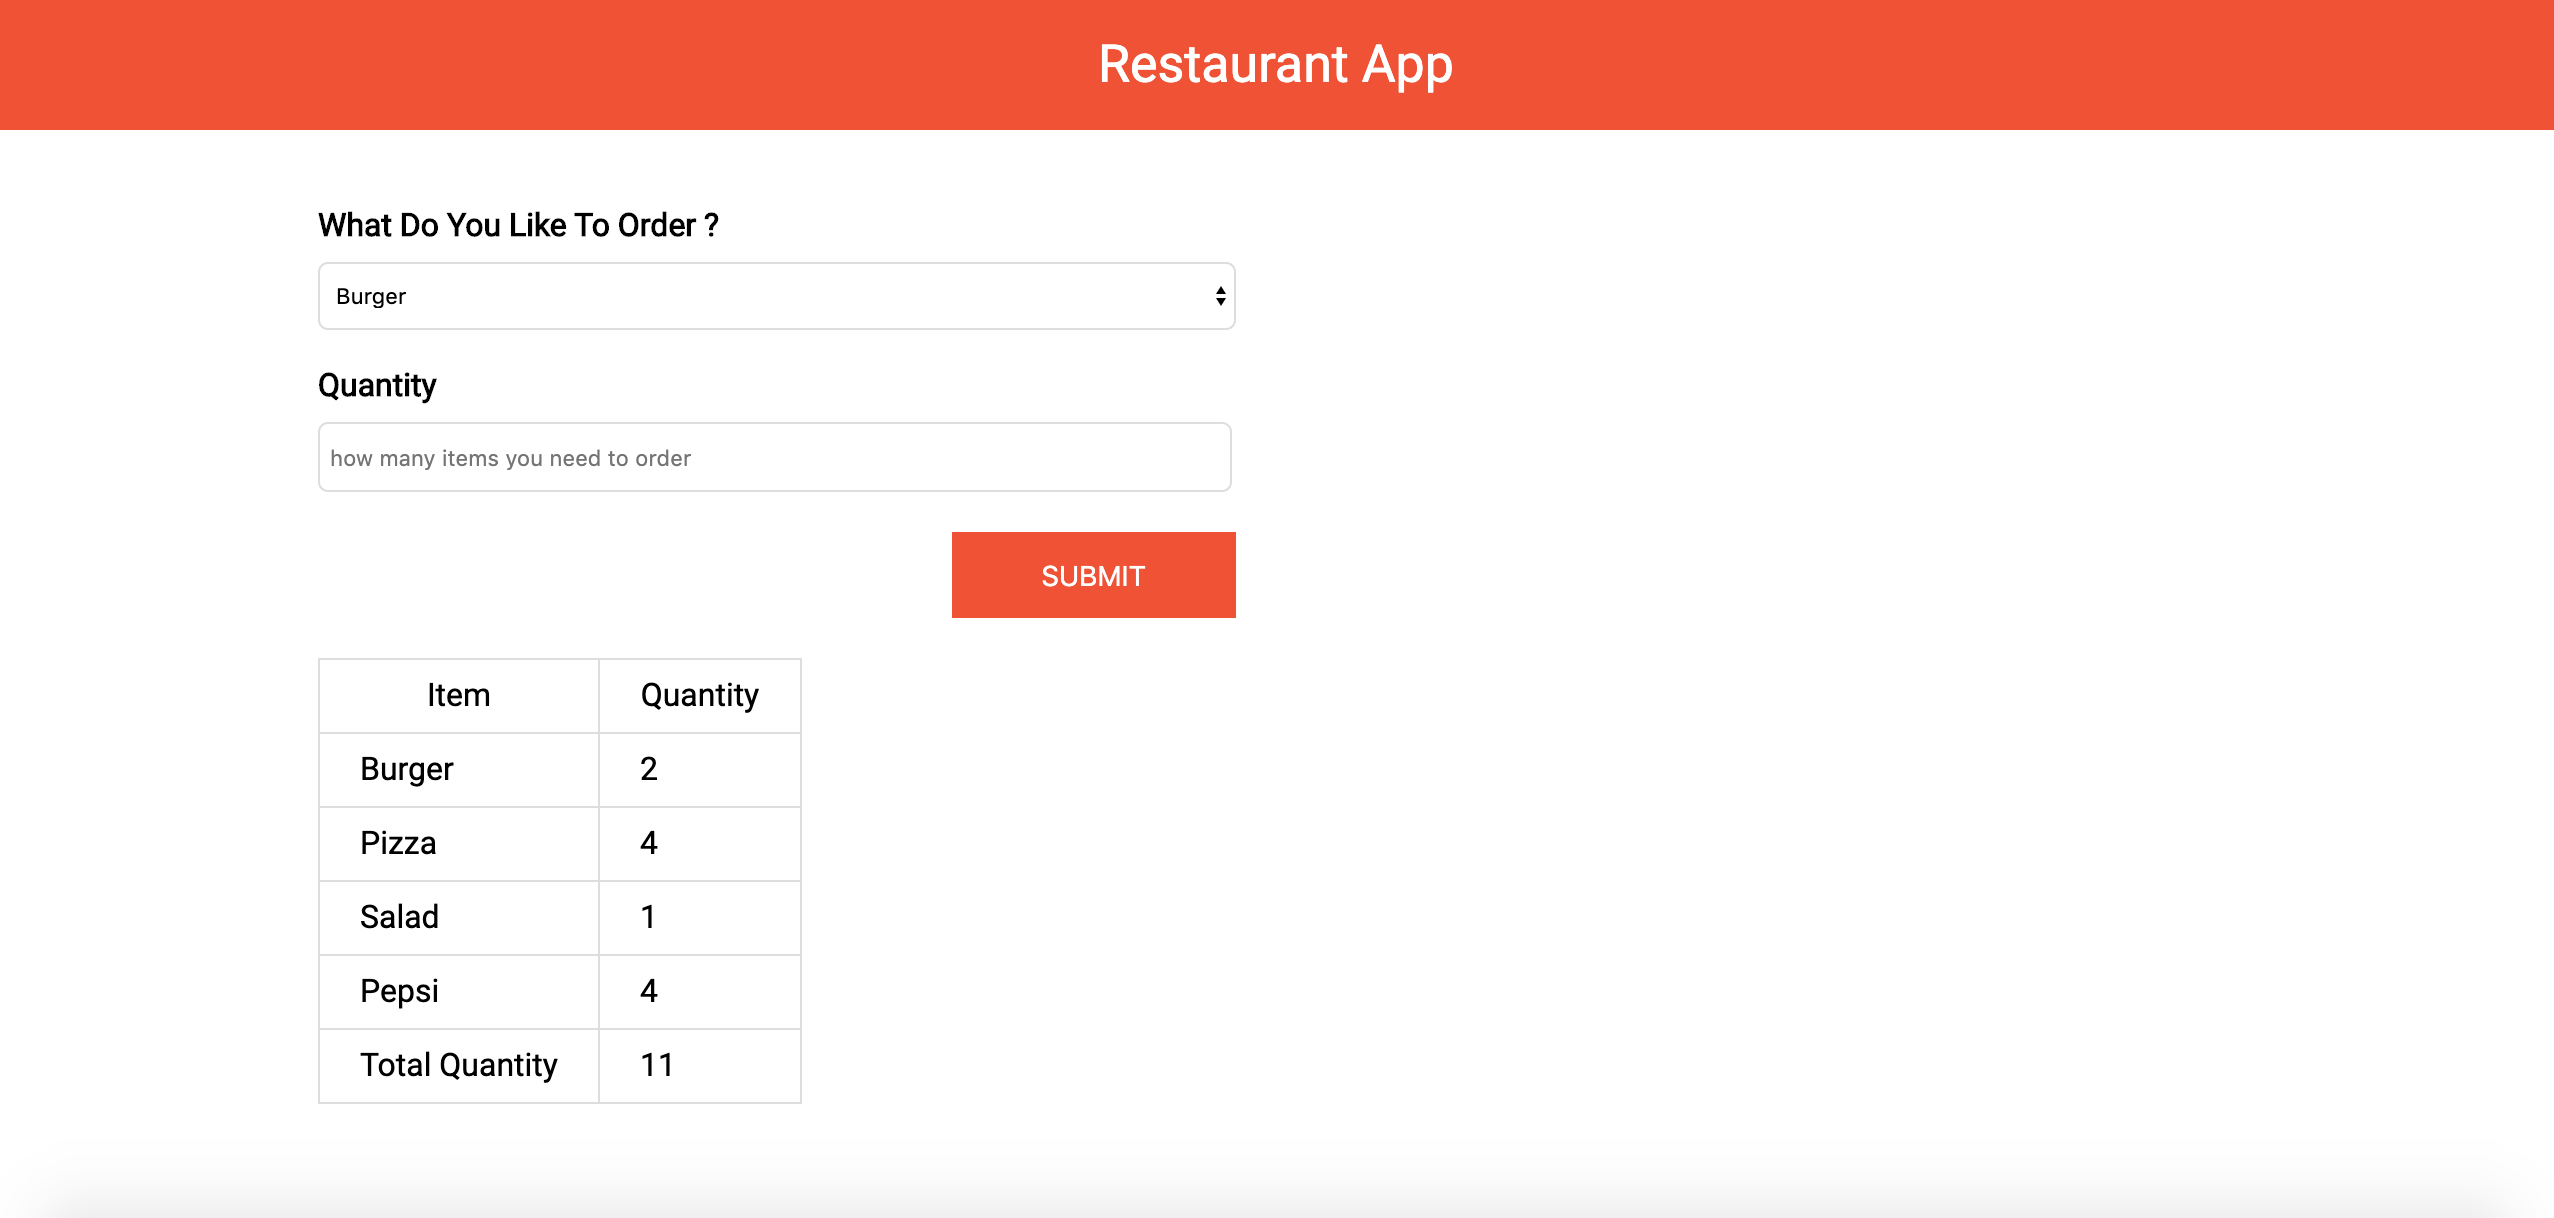 Restaurant App
What Do You Like To Order ?
Burger
Quantity
how many items you need to order
SUBMIT
Item Quantity
Burger 2
Pizza 4
Salad 1
Pepsi 4
Total Quantity 11